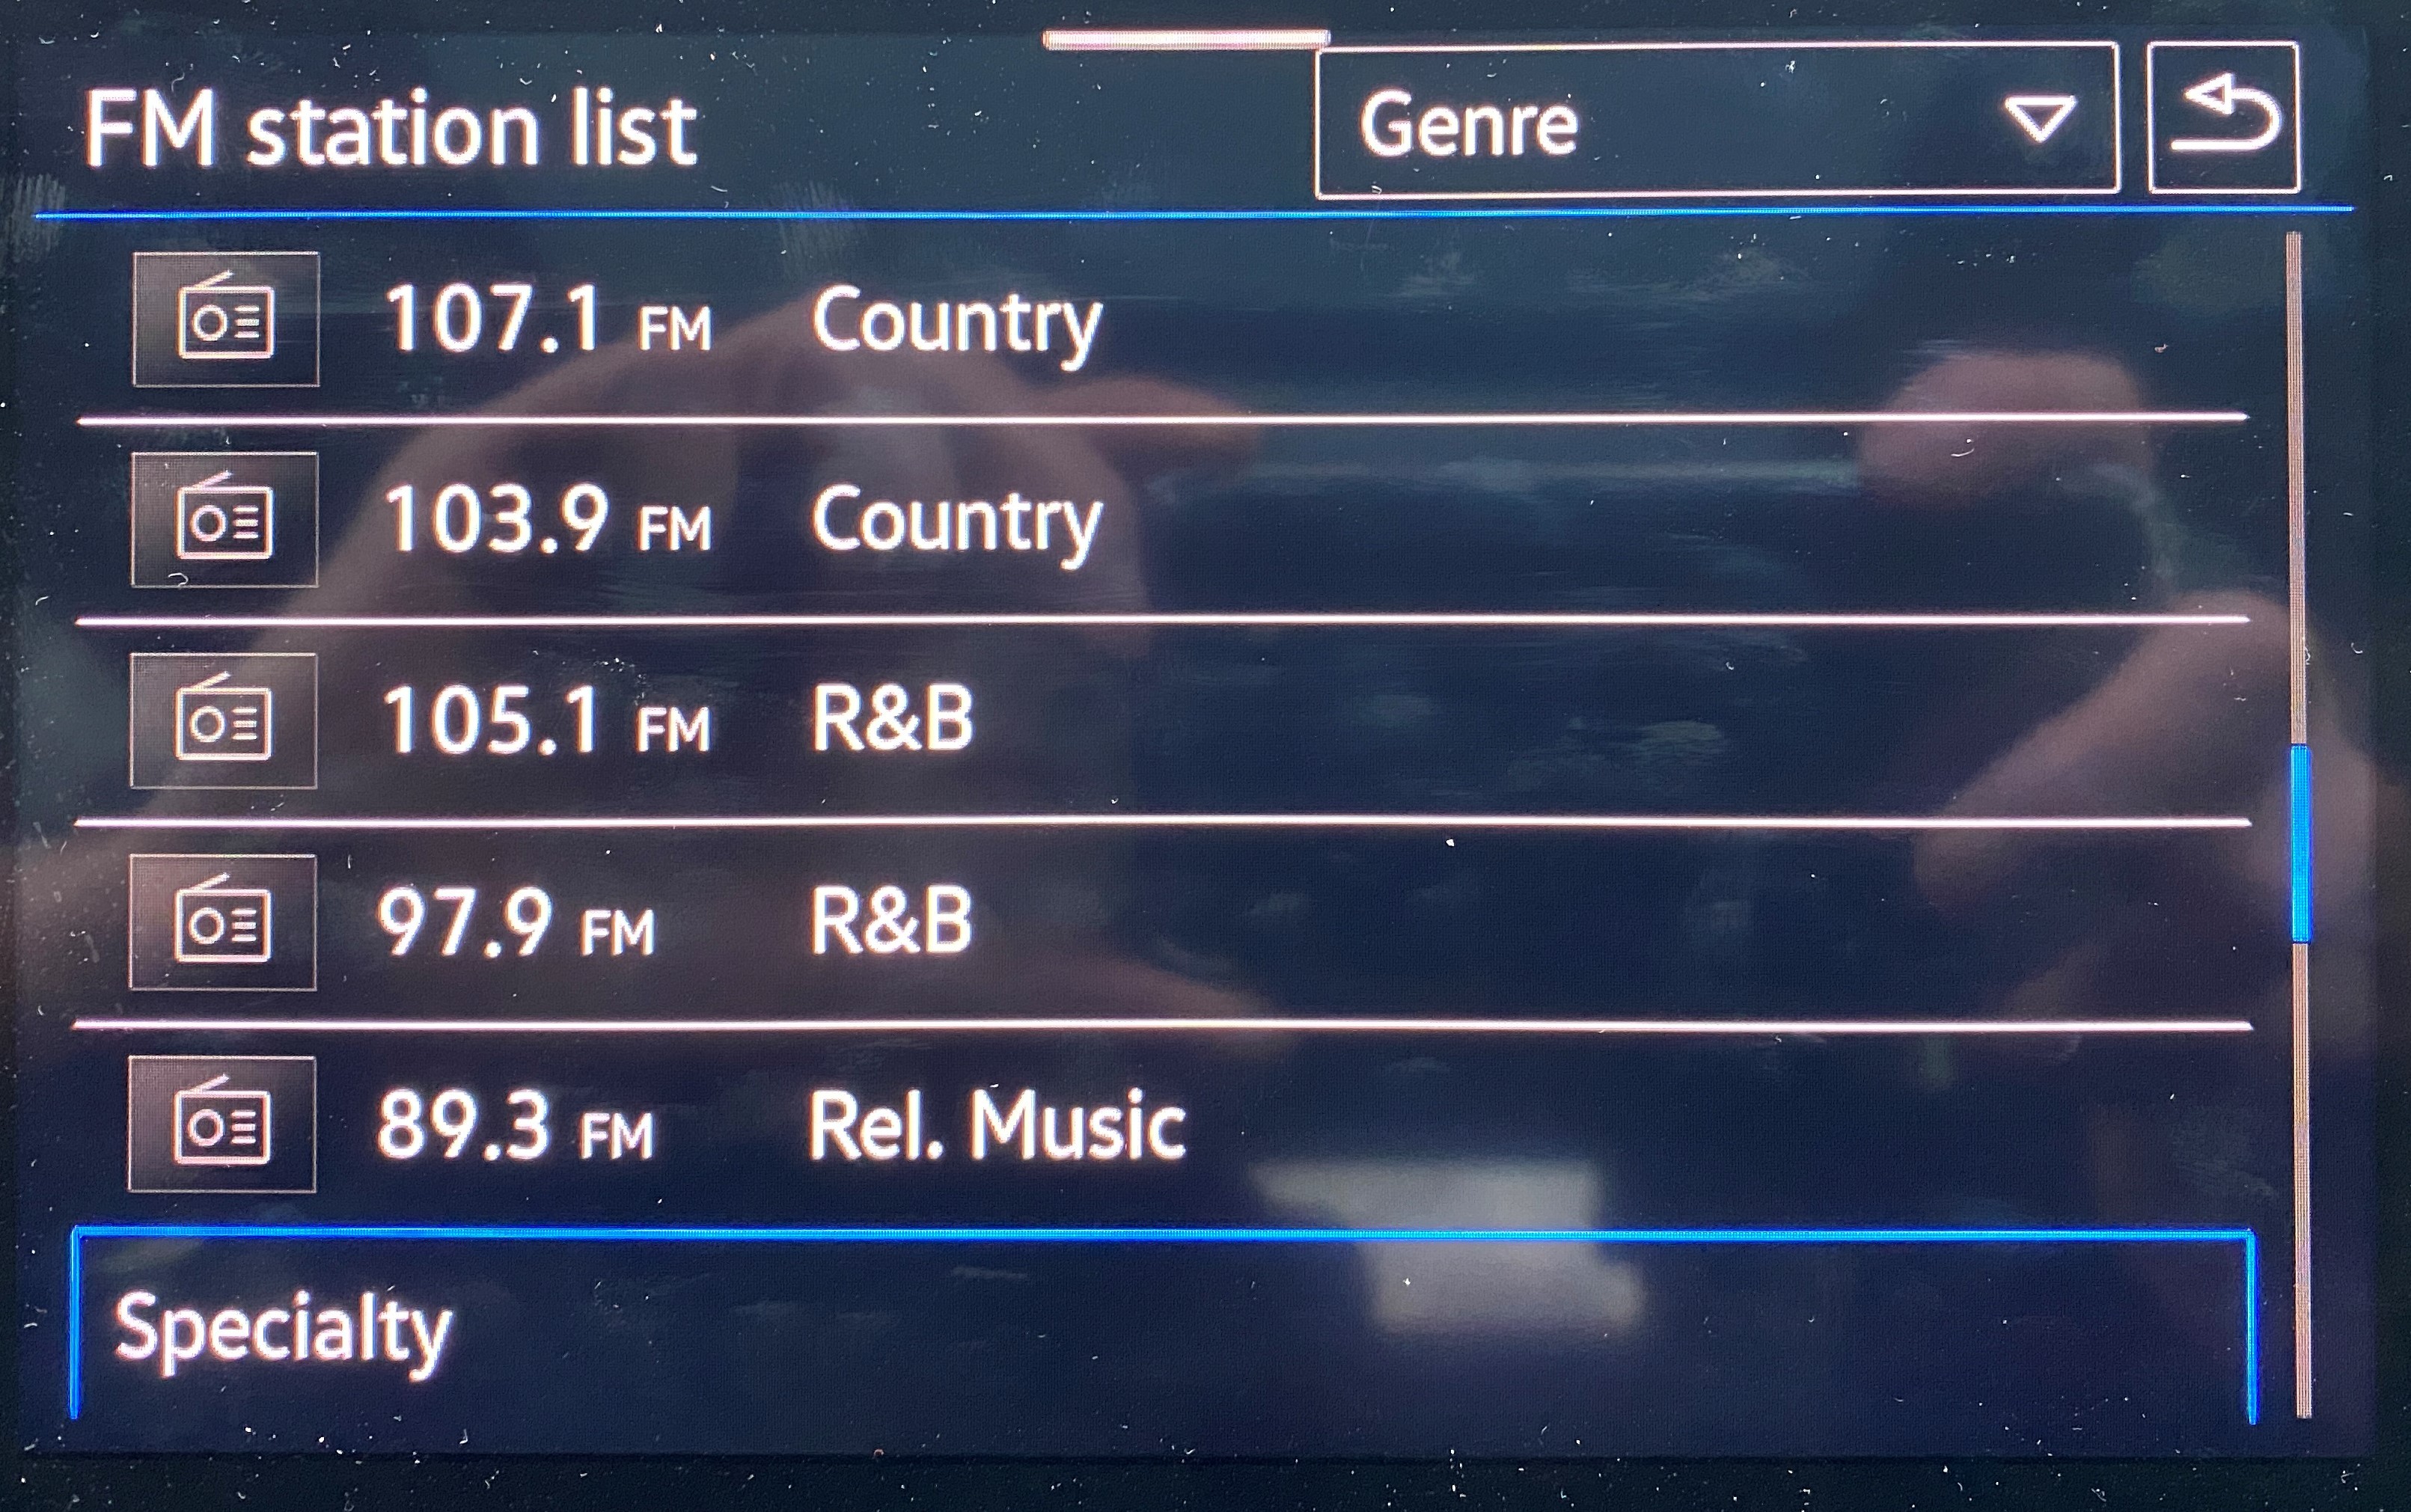 FM station list Genre
107.1 FM Country
103.9 FM Country
105.1 FM R&B
97.9 FM R&B
89.3 FM Rel. Music
Specialty